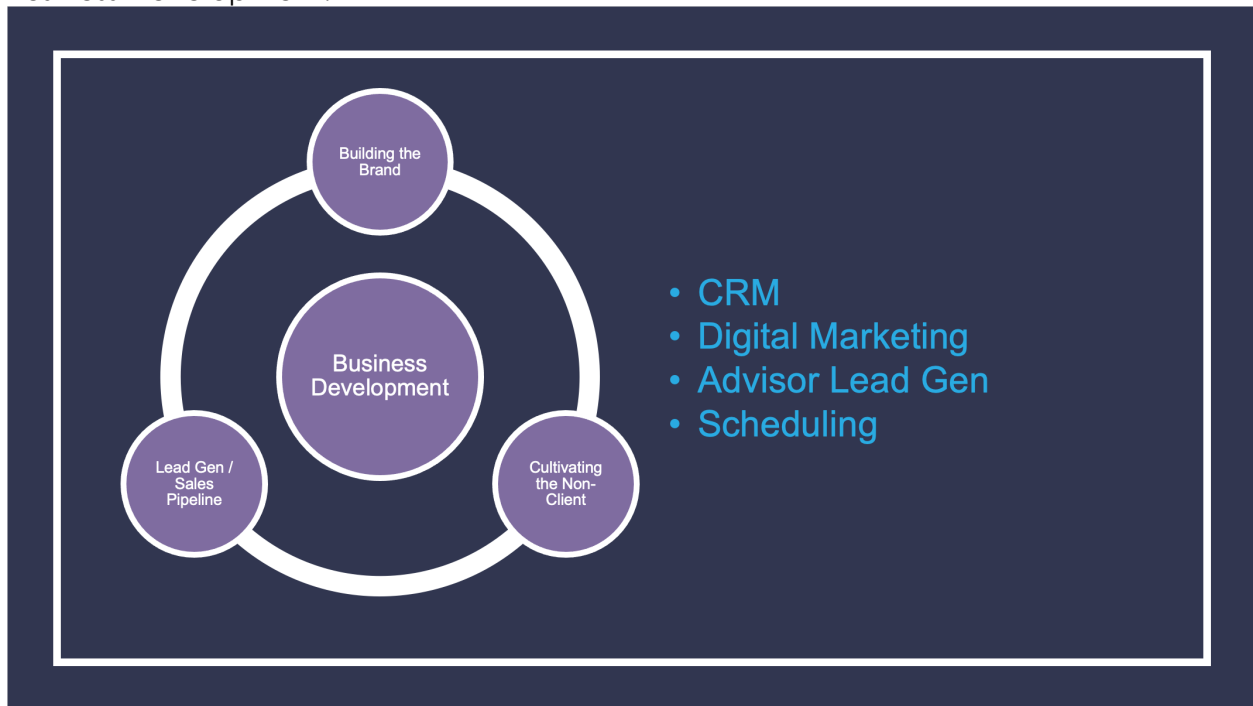 Building the
Brand
Business
Development
Lead Gen /
Sales
Pipeline
Cultivating
the Non-
Client
• CRM
• Digital Marketing
• Advisor Lead Gen
• Scheduling